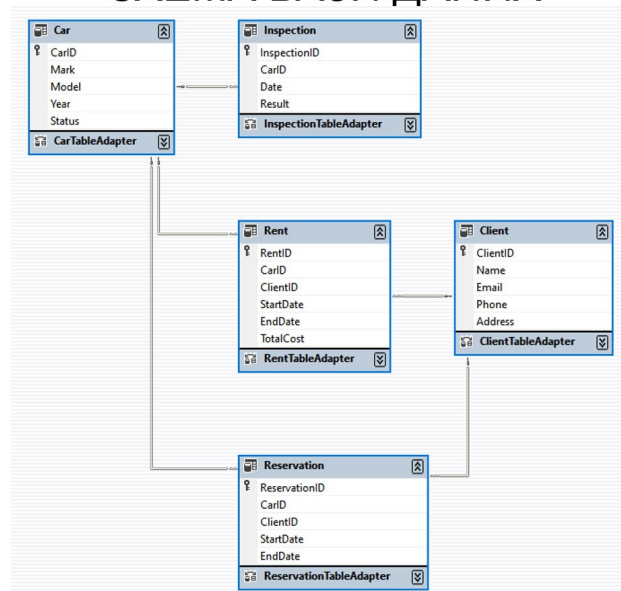 Car
CarID
Mark
Model
Year
Status
CarTableAdapter
Inspection
InspectionID
CarID
Date
Result
InspectionTableAdapter
Rent
RentID
CarID
ClientID
StartDate
EndDate
TotalCost
RentTableAdapter
Client
ClientID
Name
Email
Phone
Address
ClientTableAdapter
Reservation
ReservationID
CarID
ClientID
StartDate
EndDate
ReservationTableAdapter